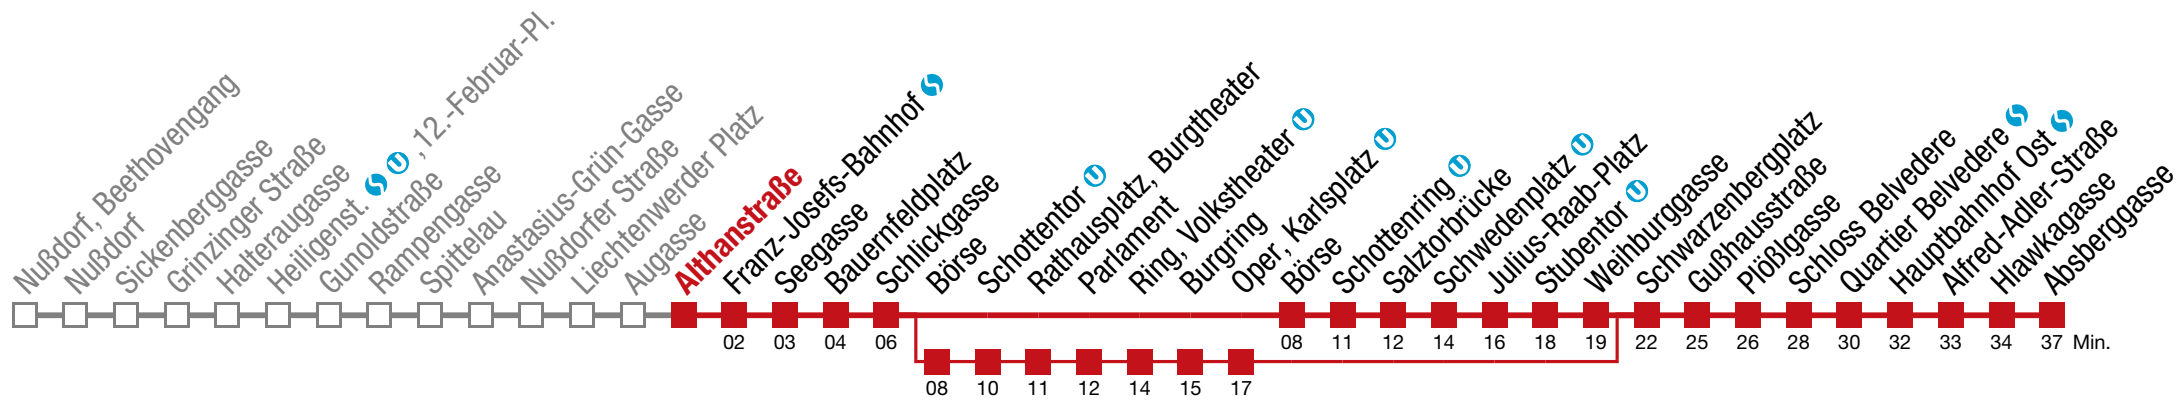 Nußdorf, Beethovengang
Nußdorf
Sickenberggasse
Grinzinger Straße
Halteraugasse
Heiligenst. S U , 12.-Februar-Pl.
Gunoldstraße
Rampengasse
Spittelau
Anastasius-Grün-Gasse
Nußdorfer Straße
Liechtenwerder Platz
Augasse
Althanstraße
Franz-Josefs-Bahnhof S
Seegasse
Bauernfeldplatz
Schlickgasse
Börse
Schottentor U
Rathausplatz, Burgtheater
Parlament
Ring, Volkstheater U
Burgring
Oper, Karlsplatz U
Börse
Schottenring U
Salztorbrücke
Schwedenplatz U
Julius-Raab-Platz
Stubentor U
Weihburggasse
Schwarzenbergplatz
Gußhausstraße
Plößlgasse
Schloss Belvedere
Quartier Belvedere S
Hauptbahnhof Ost S
Alfred-Adler-Straße
Hlawkagasse
Absberggasse
02 03 04 06 08 11 12 14 16 18 19 22 25 26 28 30 32 33 34 37 Min.
08 10 11 12 14 15 17